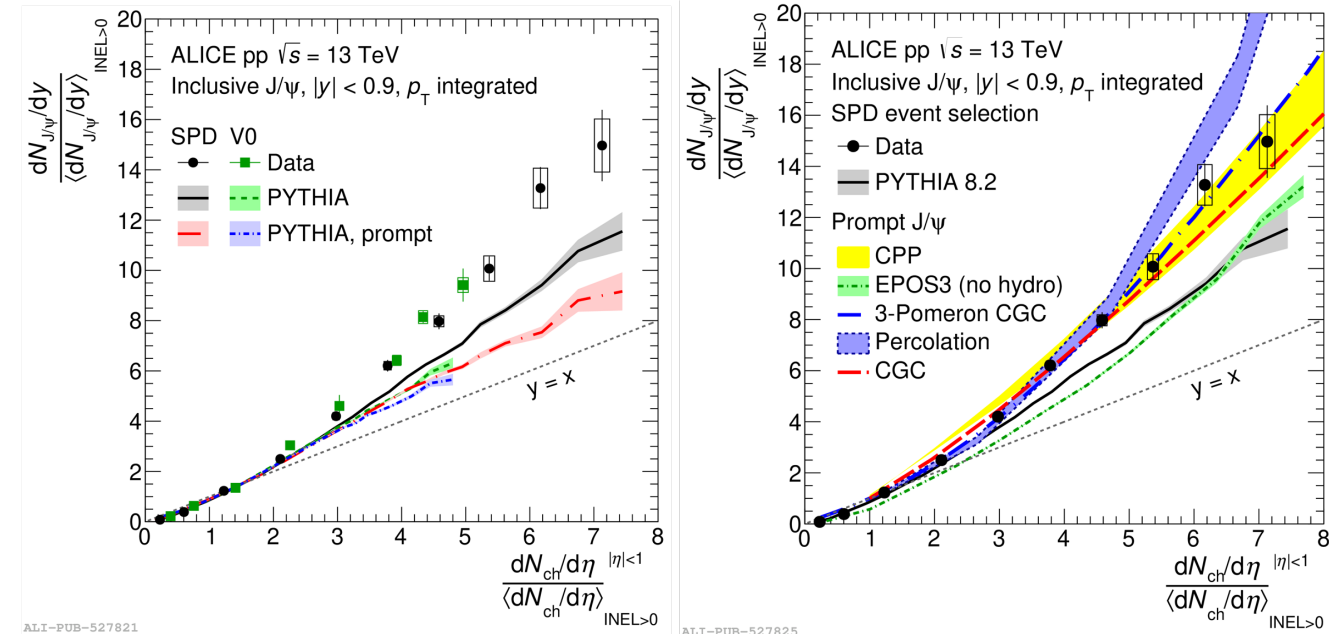 dN_J/ψ/dy
⟨dN_J/ψ/dy⟩ INEL>0
ALICE pp √s = 13 TeV
Inclusive J/ψ, |y| < 0.9, p_T integrated
SPD V0
Data
PYTHIA
PYTHIA, prompt
y = x
20
18
16
14
12
10
8
6
4
2
0
0 1 2 3 4 5 6 7 8
dN_ch/dη |η|<1
⟨dN_ch/dη⟩ INEL>0
ALI-PUB-527821
dN_J/ψ/dy
⟨dN_J/ψ/dy⟩ INEL>0
ALICE pp √s = 13 TeV
Inclusive J/ψ, |y| < 0.9, p_T integrated
SPD event selection
Data
PYTHIA 8.2
Prompt J/ψ
CPP
EPOS3 (no hydro)
3-Pomeron CGC
Percolation
CGC
y = x
20
18
16
14
12
10
8
6
4
2
0
0 1 2 3 4 5 6 7 8
dN_ch/dη |η|<1
⟨dN_ch/dη⟩ INEL>0
ALI-PUB-527825